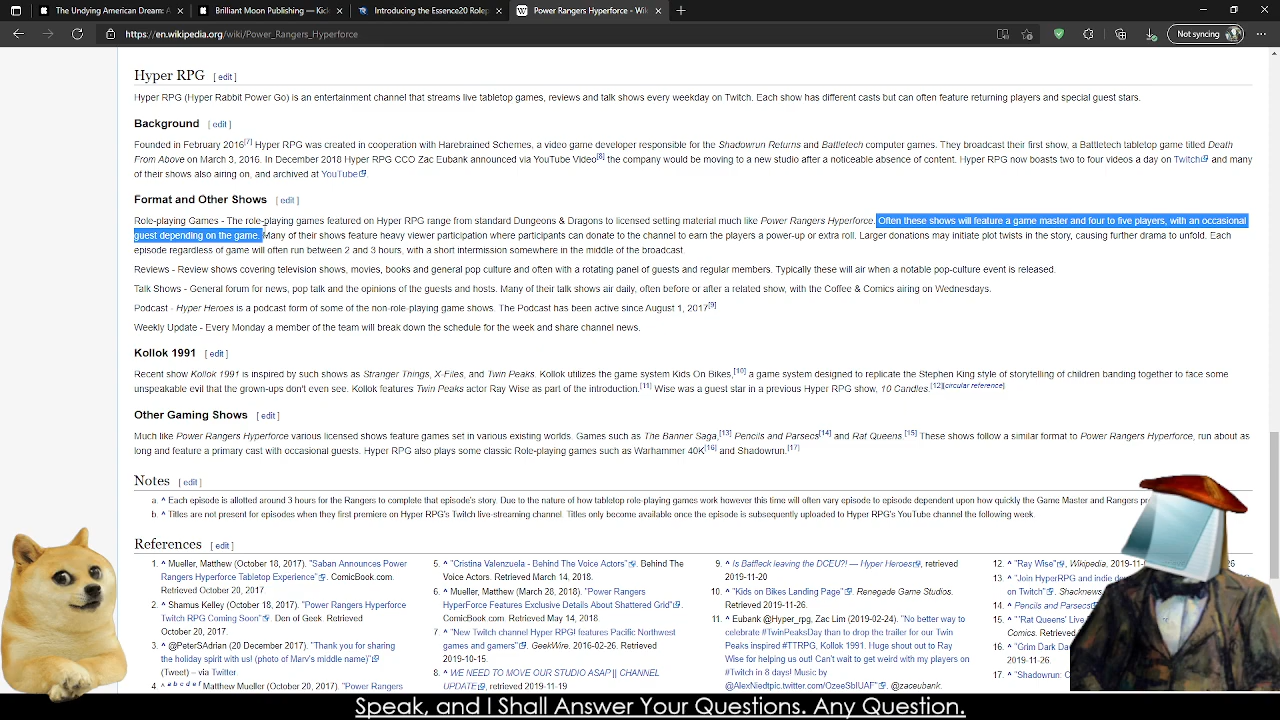 The Undying American Dream: A
Brilliant Moon Publishing — Kick
Introducing the Essence20 Rolep
Power Rangers Hyperforce - Wik
https://en.wikipedia.org/wiki/Power_Rangers_Hyperforce
Not syncing
Hyper RPG [ edit ]
Hyper RPG (Hyper Rabbit Power Go) is an entertainment channel that streams live tabletop games, reviews and talk shows every weekday on Twitch. Each show has different casts but can often feature returning players and special guest stars.
Background [ edit ]
Founded in February 2016[7] Hyper RPG was created in cooperation with Harebrained Schemes, a video game developer responsible for the Shadowrun Returns and Battletech computer games. They broadcast their first show, a Battletech tabletop game titled Death
From Above on March 3, 2016. In December 2018 Hyper RPG CCO Zac Eubank announced via YouTube Video[8] the company would be moving to a new studio after a noticeable absence of content. Hyper RPG now boasts two to four videos a day on Twitch and many
of their shows also airing on, and archived at YouTube.
Format and Other Shows [ edit ]
Role-playing Games - The role-playing games featured on Hyper RPG range from standard Dungeons & Dragons to licensed setting material much like Power Rangers Hyperforce. Often these shows will feature a game master and four to five players, with an occasional
guest depending on the game. Many of their shows feature heavy viewer participation where participants can donate to the channel to earn the players a power-up or extra roll. Larger donations may initiate plot twists in the story, causing further drama to unfold. Each
episode regardless of game will often run between 2 and 3 hours, with a short intermission somewhere in the middle of the broadcast.
Reviews - Review shows covering television shows, movies, books and general pop culture and often with a rotating panel of guests and regular members. Typically these will air when a notable pop-culture event is released.
Talk Shows - General forum for news, pop talk and the opinions of the guests and hosts. Many of their talk shows air daily, often before or after a related show, with the Coffee & Comics airing on Wednesdays.
Podcast - Hyper Heroes is a podcast form of some of the non-role-playing game shows. The Podcast has been active since August 1, 2017[9]
Weekly Update - Every Monday a member of the team will break down the schedule for the week and share channel news.
Kollok 1991 [ edit ]
Recent show Kollok 1991 is inspired by such shows as Stranger Things, X-Files, and Twin Peaks. Kollok utilizes the game system Kids On Bikes,[10] a game system designed to replicate the Stephen King style of storytelling of children banding together to face some
unspeakable evil that the grown-ups don't even see. Kollok features Twin Peaks actor Ray Wise as part of the introduction.[11] Wise was a guest star in a previous Hyper RPG show, 10 Candles.[12][circular reference]
Other Gaming Shows [ edit ]
Much like Power Rangers Hyperforce various licensed shows feature games set in various existing worlds. Games such as The Banner Saga,[13] Pencils and Parsecs[14] and Rat Queens [15] These shows follow a similar format to Power Rangers Hyperforce, run about as
long and feature a primary cast with occasional guests. Hyper RPG also plays some classic Role-playing games such as Warhammer 40K[16] and Shadowrun.[17]
Notes [ edit ]
a. ^ Each episode is allotted around 3 hours for the Rangers to complete that episode's story. Due to the nature of how tabletop role-playing games work however this time will often vary episode to episode dependent upon how quickly the Game Master and Rangers
b. ^ Titles are not present for episodes when they first premiere on Hyper RPG's Twitch live-streaming channel. Titles only become available once the episode is subsequently uploaded to Hyper RPG's YouTube channel the following week.
References [ edit ]
1. ^ Mueller, Matthew (October 18, 2017). "Saban Announces Power
Rangers Hyperforce Tabletop Experience". ComicBook.com.
Retrieved October 20, 2017
2. ^ Shamus Kelley (October 18, 2017). "Power Rangers Hyperforce
Twitch RPG Coming Soon". Den of Geek. Retrieved
October 20, 2017.
3. ^ @PeterSAdrian (20 December 2017). "Thank you for sharing
the holiday spirit with us! (photo of Marv's middle name)"
(Tweet) – via Twitter.
4. ^ a b c d e f Matthew Mueller (October 20, 2017). "Power Rangers
5. ^ "Cristina Valenzuela - Behind The Voice Actors". Behind The
Voice Actors. Retrieved March 14, 2018.
6. ^ Mueller, Matthew (March 28, 2018). "Power Rangers
HyperForce Features Exclusive Details About Shattered Grid".
ComicBook.com. Retrieved May 14, 2018.
7. ^ "New Twitch channel Hyper RPG! features Pacific Northwest
games and gamers". GeekWire. 2016-02-26. Retrieved
2019-10-15.
8. ^ WE NEED TO MOVE OUR STUDIO ASAP || CHANNEL
UPDATE, retrieved 2019-11-19
9. ^ Is Batfleck leaving the DCEU?! — Hyper Heroes, retrieved
2019-11-20
10. ^ "Kids on Bikes Landing Page". Renegade Game Studios.
Retrieved 2019-11-26.
11. ^ Eubank @Hyper_rpg, Zac Lim (2019-02-24). "No better way to
celebrate #TwinPeaksDay than to drop the trailer for our Twin
Peaks inspired #TTRPG, Kollok 1991. Huge shout out to Ray
Wise for helping us out! Can't wait to get weird with my players on
#Twitch in 8 days! Music by
@AlexNiedtpic.twitter.com/OzeeSbIUAF". @zaceubank.
12. ^ "Ray Wise", Wikipedia, 2019-11-
13. ^ "Join HyperRPG and indie
on Twitch". Shacknews.
14. ^ Pencils and Parsecs
15. ^ "'Rat Queens' Live
Comics. Retrieved
16. ^ "Grim Dark Da
2019-11-26.
17. ^ "Shadowrun: C
Speak, and I Shall Answer Your Questions. Any Question.